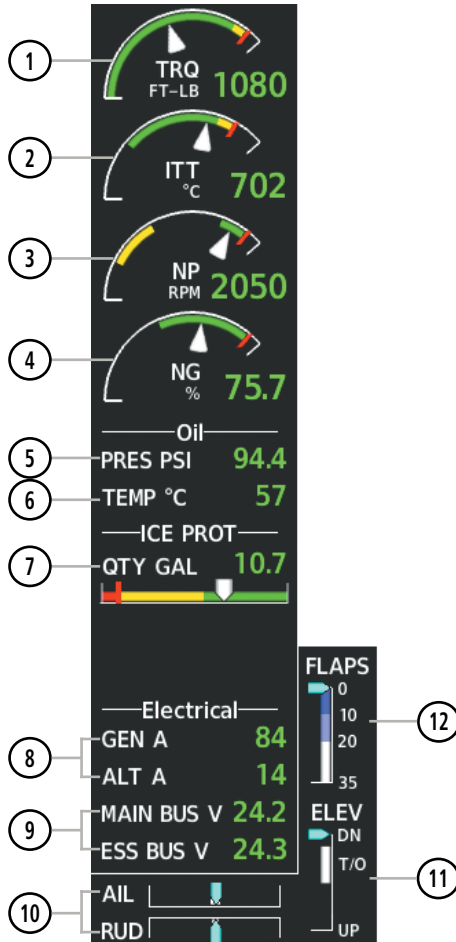 1
TRQ
FT-LB 1080
2
ITT
°C 702
3
NP
RPM 2050
4
NG
% 75.7
Oil
5
PRES PSI 94.4
6
TEMP °C 57
ICE PROT
7
QTY GAL 10.7
Electrical
8
GEN A 84
ALT A 14
9
MAIN BUS V 24.2
ESS BUS V 24.3
10
AIL
RUD
FLAPS
0
10
20
35
12
ELEV
DN
T/O
UP
11